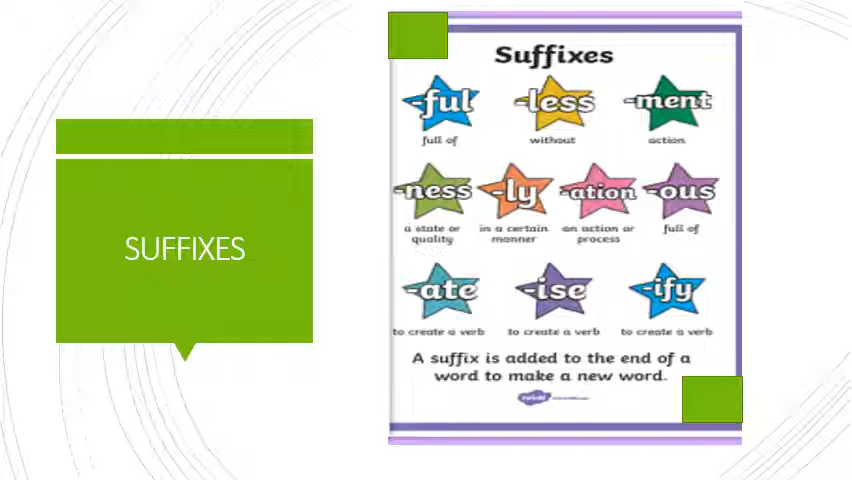 SUFFIXES
Suffixes
-ful -less -ment
full of without action
-ness -ly -ation -ous
a state or quality in a certain manner an action or process full of
-ate -ise -ify
to create a verb to create a verb to create a verb
A suffix is added to the end of a
word to make a new word.